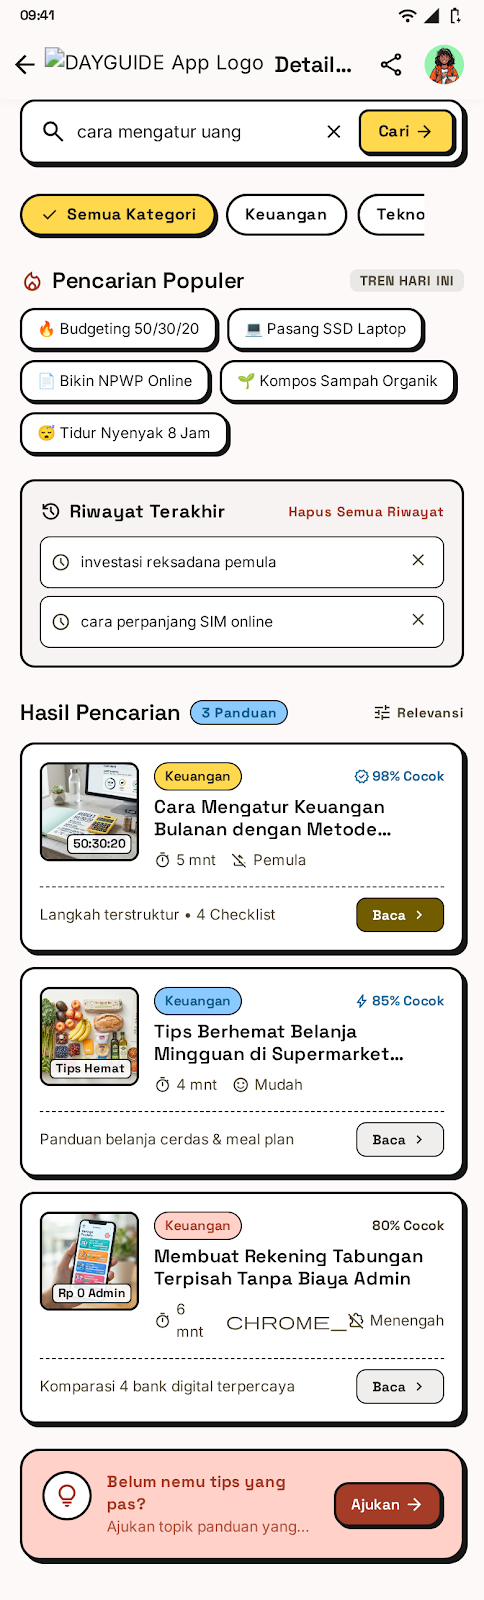 09:41
DAYGUIDE App Logo Detail...
cara mengatur uang
Cari
Semua Kategori
Keuangan
Tekno
Pencarian Populer
TREN HARI INI
🔥 Budgeting 50/30/20
💻 Pasang SSD Laptop
📄 Bikin NPWP Online
🌱 Kompos Sampah Organik
😴 Tidur Nyenyak 8 Jam
Riwayat Terakhir
Hapus Semua Riwayat
investasi reksadana pemula
cara perpanjang SIM online
Hasil Pencarian
3 Panduan
Relevansi
50:30:20
Keuangan
98% Cocok
Cara Mengatur Keuangan
Bulanan dengan Metode...
5 mnt
Pemula
Langkah terstruktur • 4 Checklist
Baca
Tips Hemat
Keuangan
85% Cocok
Tips Berhemat Belanja
Mingguan di Supermarket...
4 mnt
Mudah
Panduan belanja cerdas & meal plan
Baca
Rp 0 Admin
Keuangan
80% Cocok
Membuat Rekening Tabungan
Terpisah Tanpa Biaya Admin
6
mnt
CHROME_
Menengah
Komparasi 4 bank digital terpercaya
Baca
Belum nemu tips yang
pas?
Ajukan topik panduan yang...
Ajukan